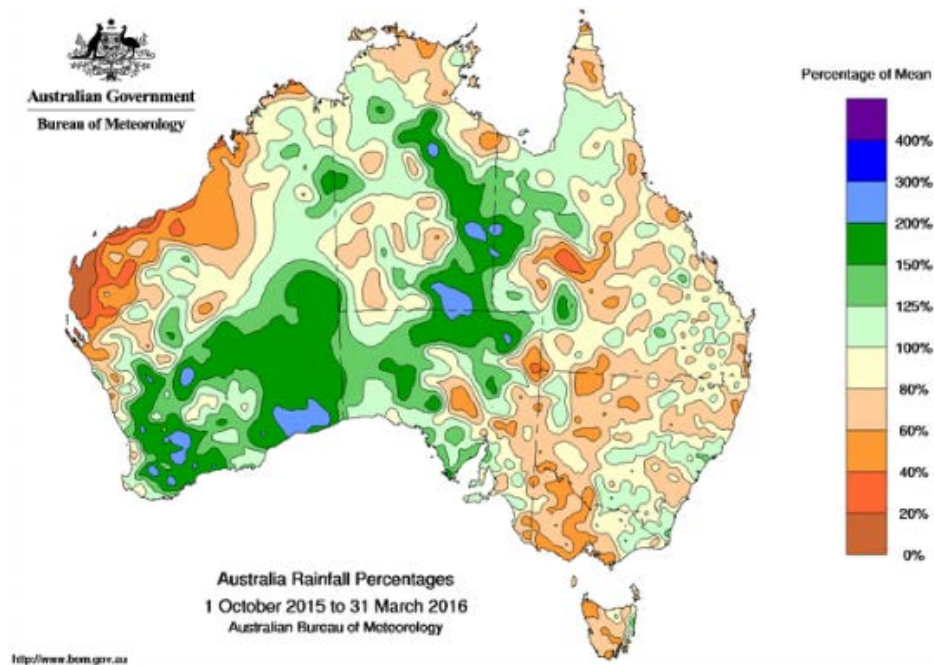 Australian Government
Bureau of Meteorology
Percentage of Mean
400%
300%
200%
150%
125%
100%
80%
60%
40%
20%
0%
Australia Rainfall Percentages
1 October 2015 to 31 March 2016
Australian Bureau of Meteorology
http://www.bom.gov.au